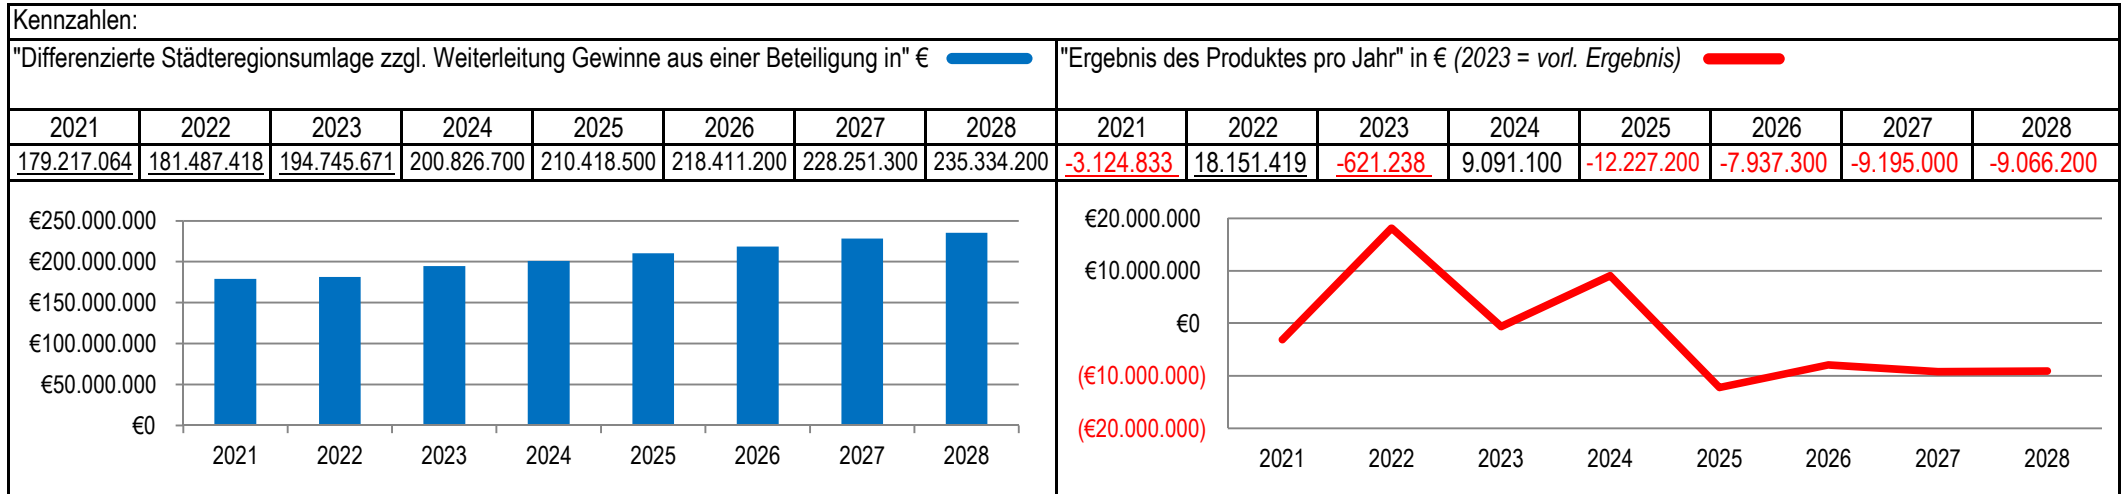 Kennzahlen:
"Differenzierte Städteregionsumlage zzgl. Weiterleitung Gewinne aus einer Beteiligung in" €
"Ergebnis des Produktes pro Jahr" in € (2023 = vorl. Ergebnis)
2021 2022 2023 2024 2025 2026 2027 2028 2021 2022 2023 2024 2025 2026 2027 2028
179.217.064 181.487.418 194.745.671 200.826.700 210.418.500 218.411.200 228.251.300 235.334.200 -3.124.833 18.151.419 -621.238 9.091.100 -12.227.200 -7.937.300 -9.195.000 -9.066.200
€250.000.000
€200.000.000
€150.000.000
€100.000.000
€50.000.000
€0
2021 2022 2023 2024 2025 2026 2027 2028
€20.000.000
€10.000.000
€0
(€10.000.000)
(€20.000.000)
2021 2022 2023 2024 2025 2026 2027 2028